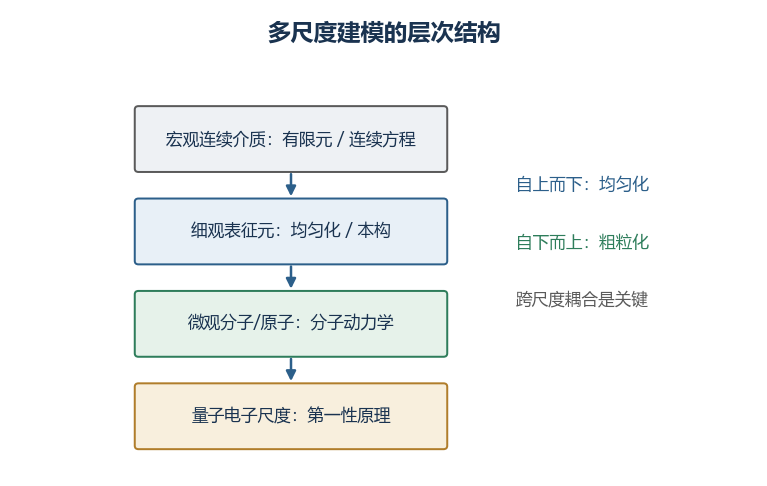 多尺度建模的层次结构
宏观连续介质：有限元 / 连续方程
自上而下：均匀化
细观表征元：均匀化 / 本构
自下而上：粗粒化
跨尺度耦合是关键
微观分子/原子：分子动力学
量子电子尺度：第一性原理